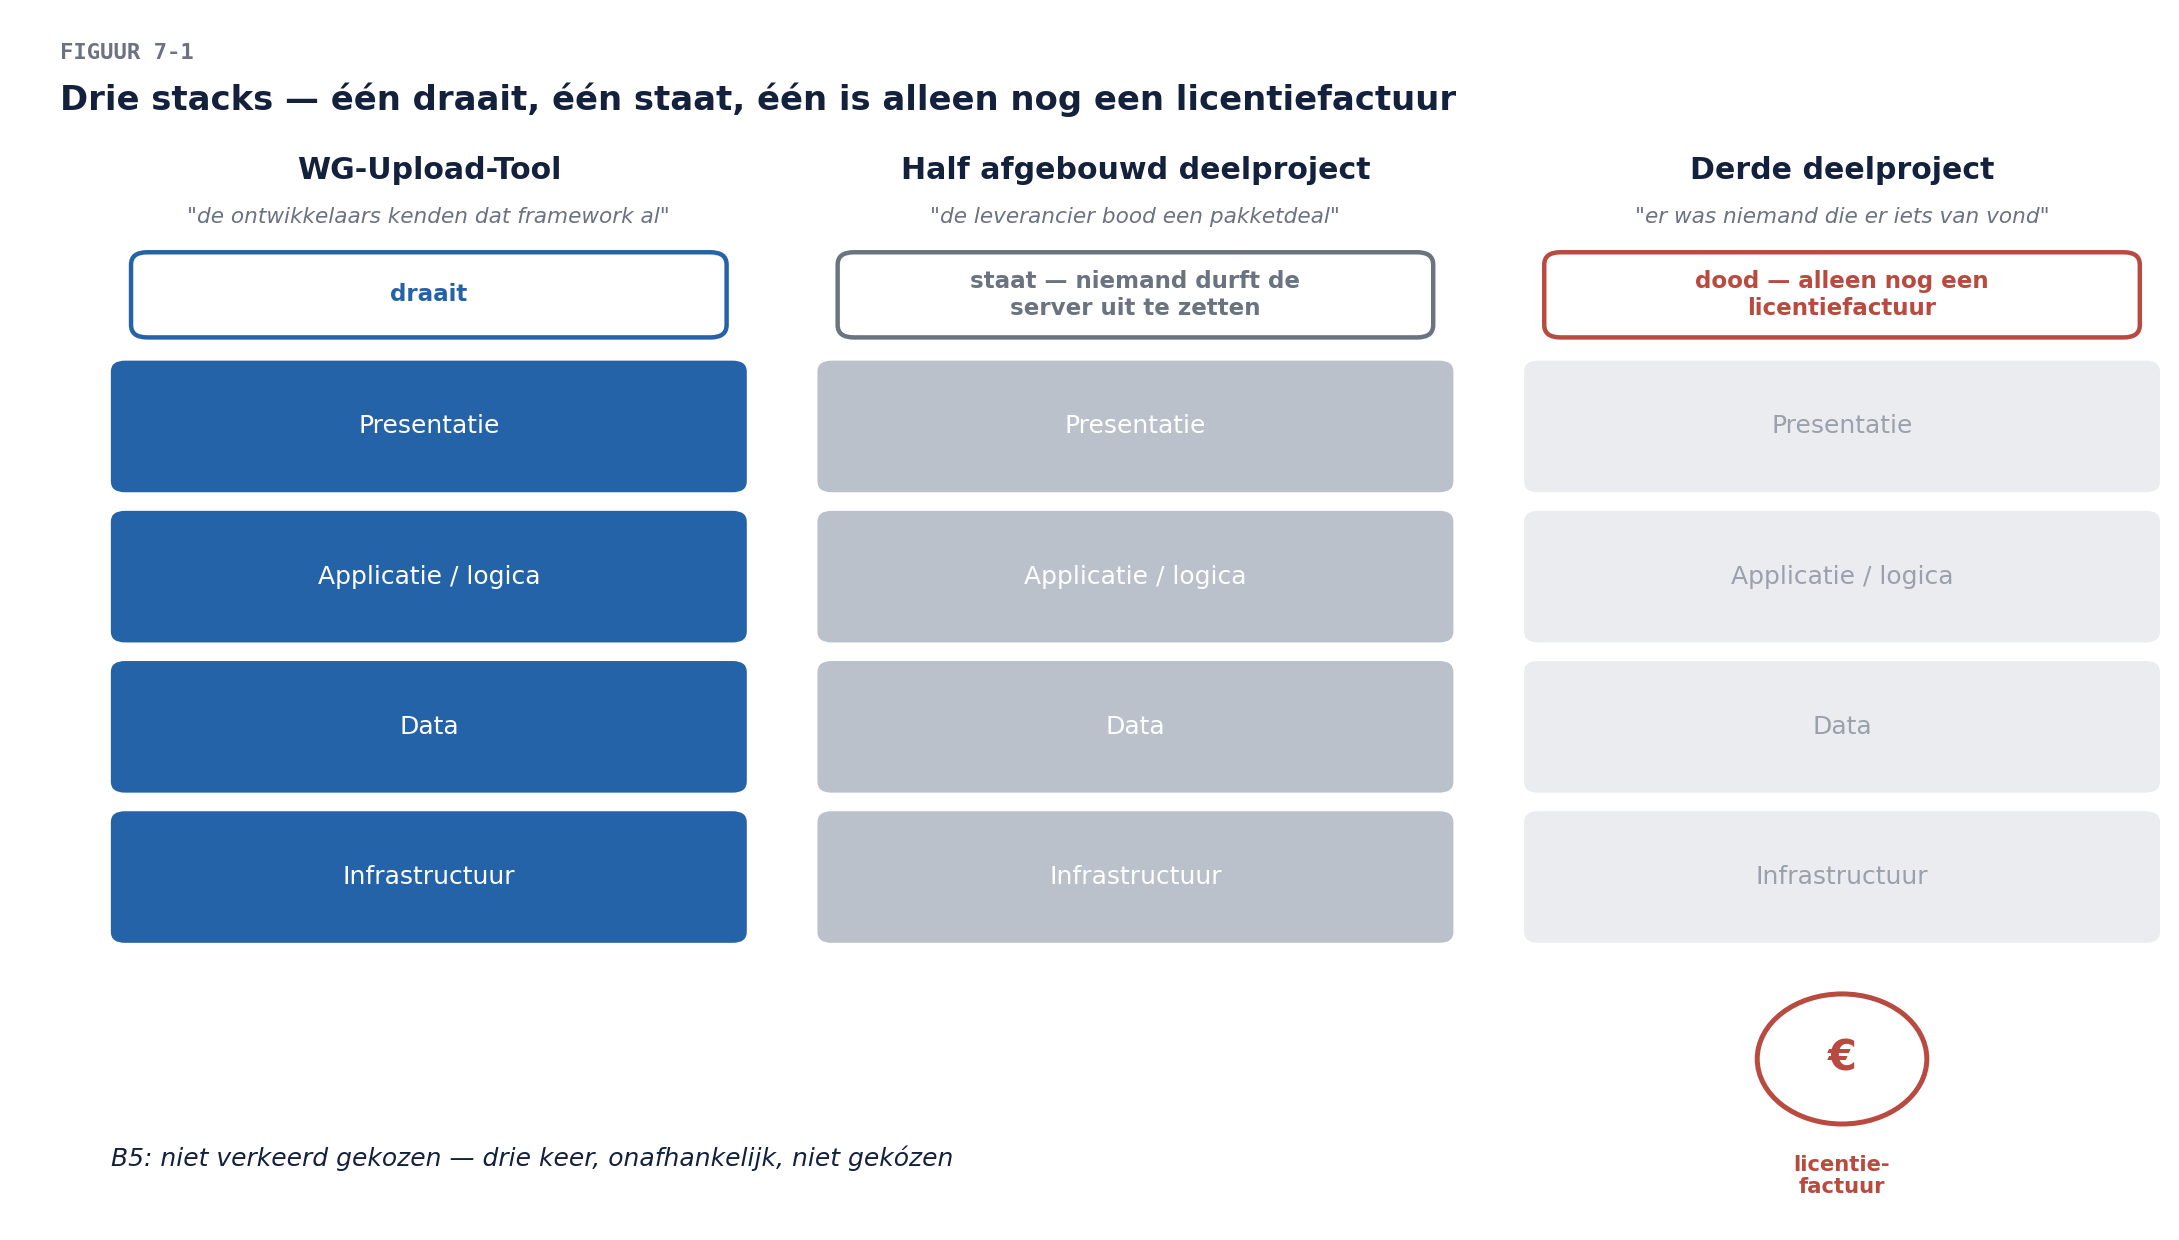 FIGUUR 7-1
Drie stacks — één draait, één staat, één is alleen nog een licentiefactuur
WG-Upload-Tool
"de ontwikkelaars kenden dat framework al"
draait
Presentatie
Applicatie / logica
Data
Infrastructuur
Half afgebouwd deelproject
"de leverancier bood een pakketdeal"
staat — niemand durft de
server uit te zetten
Presentatie
Applicatie / logica
Data
Infrastructuur
Derde deelproject
"er was niemand die er iets van vond"
dood — alleen nog een
licentiefactuur
Presentatie
Applicatie / logica
Data
Infrastructuur
€
licentie-
factuur
B5: niet verkeerd gekozen — drie keer, onafhankelijk, niet gekózen